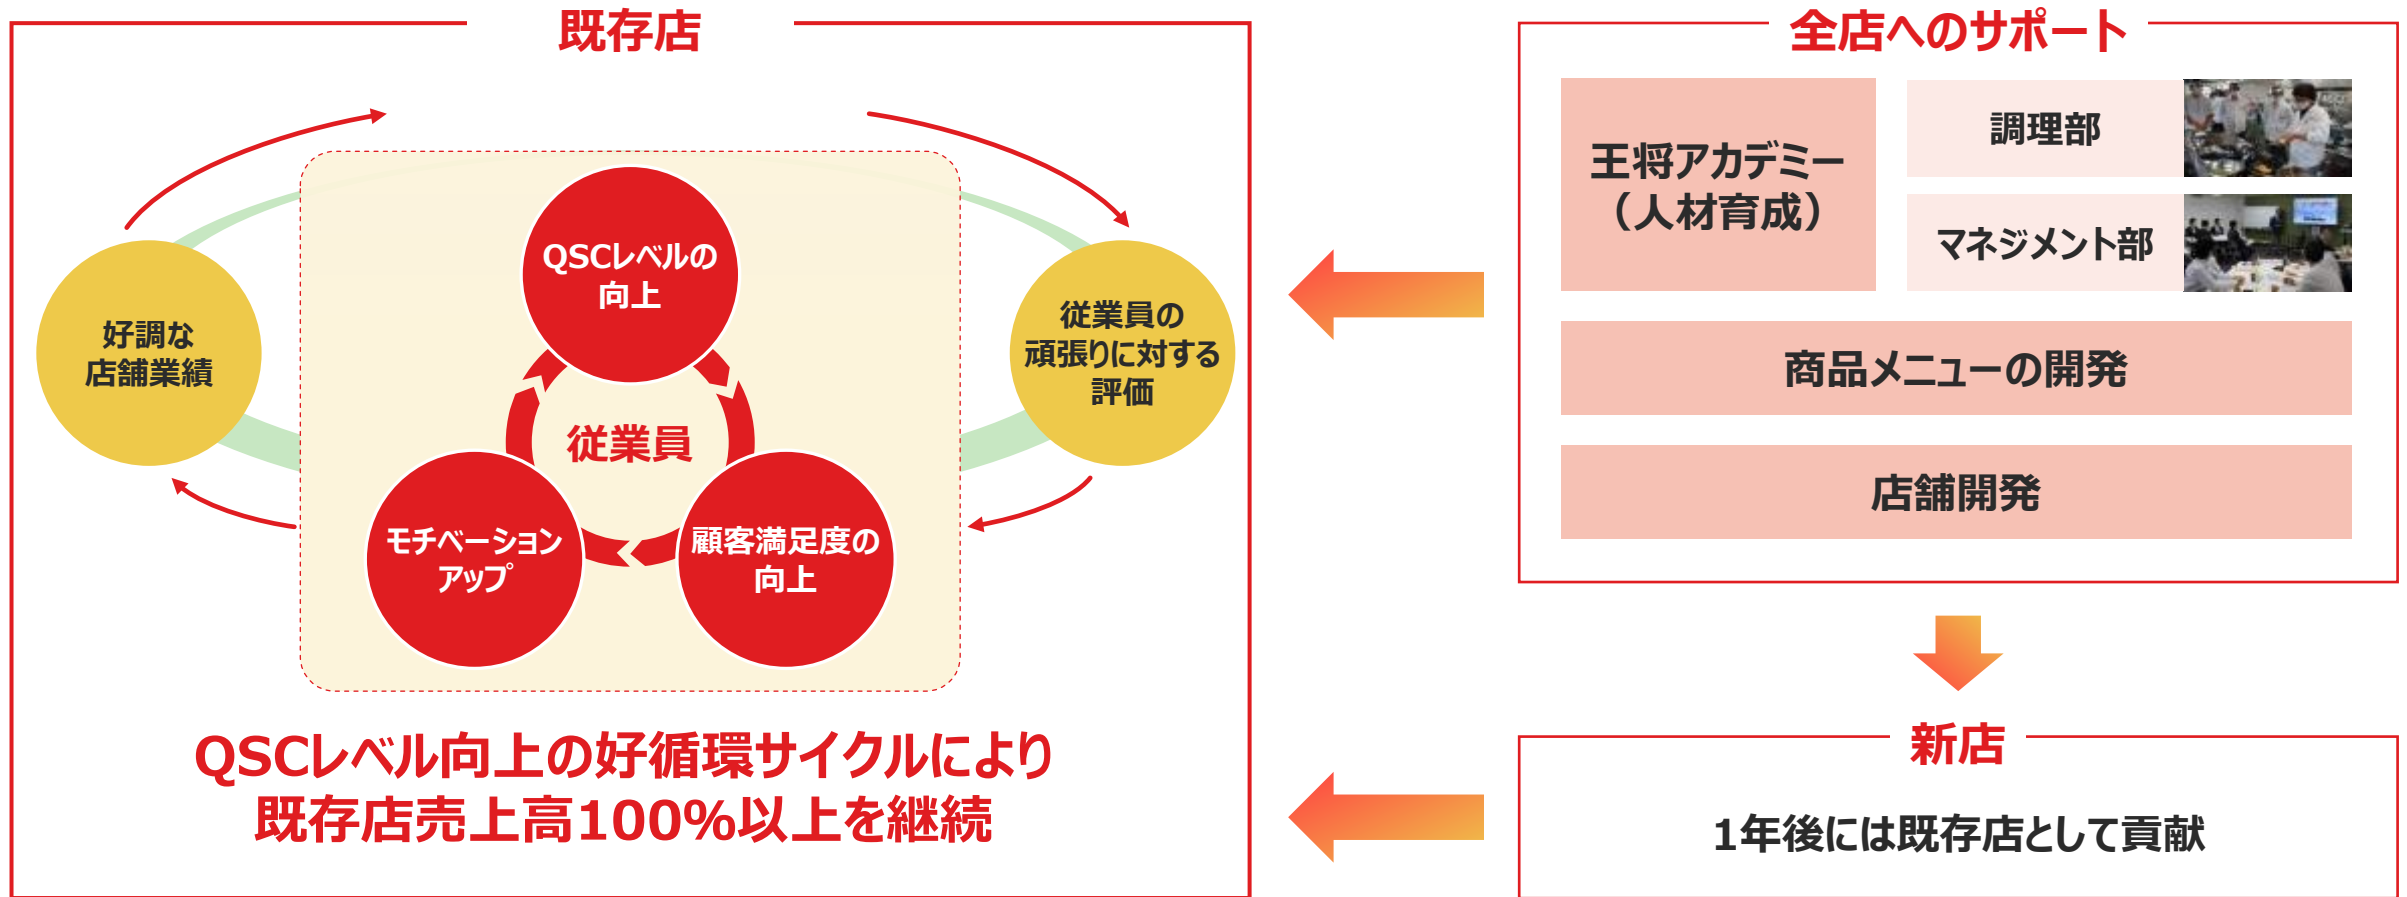 既存店
好調な
店舗業績
QSCレベルの
向上
従業員
モチベーション
アップ
顧客満足度の
向上
従業員の
頑張りに対する
評価
QSCレベル向上の好循環サイクルにより
既存店売上高100%以上を継続
全店へのサポート
王将アカデミー
（人材育成）
調理部
マネジメント部
商品メニューの開発
店舗開発
新店
1年後には既存店として貢献